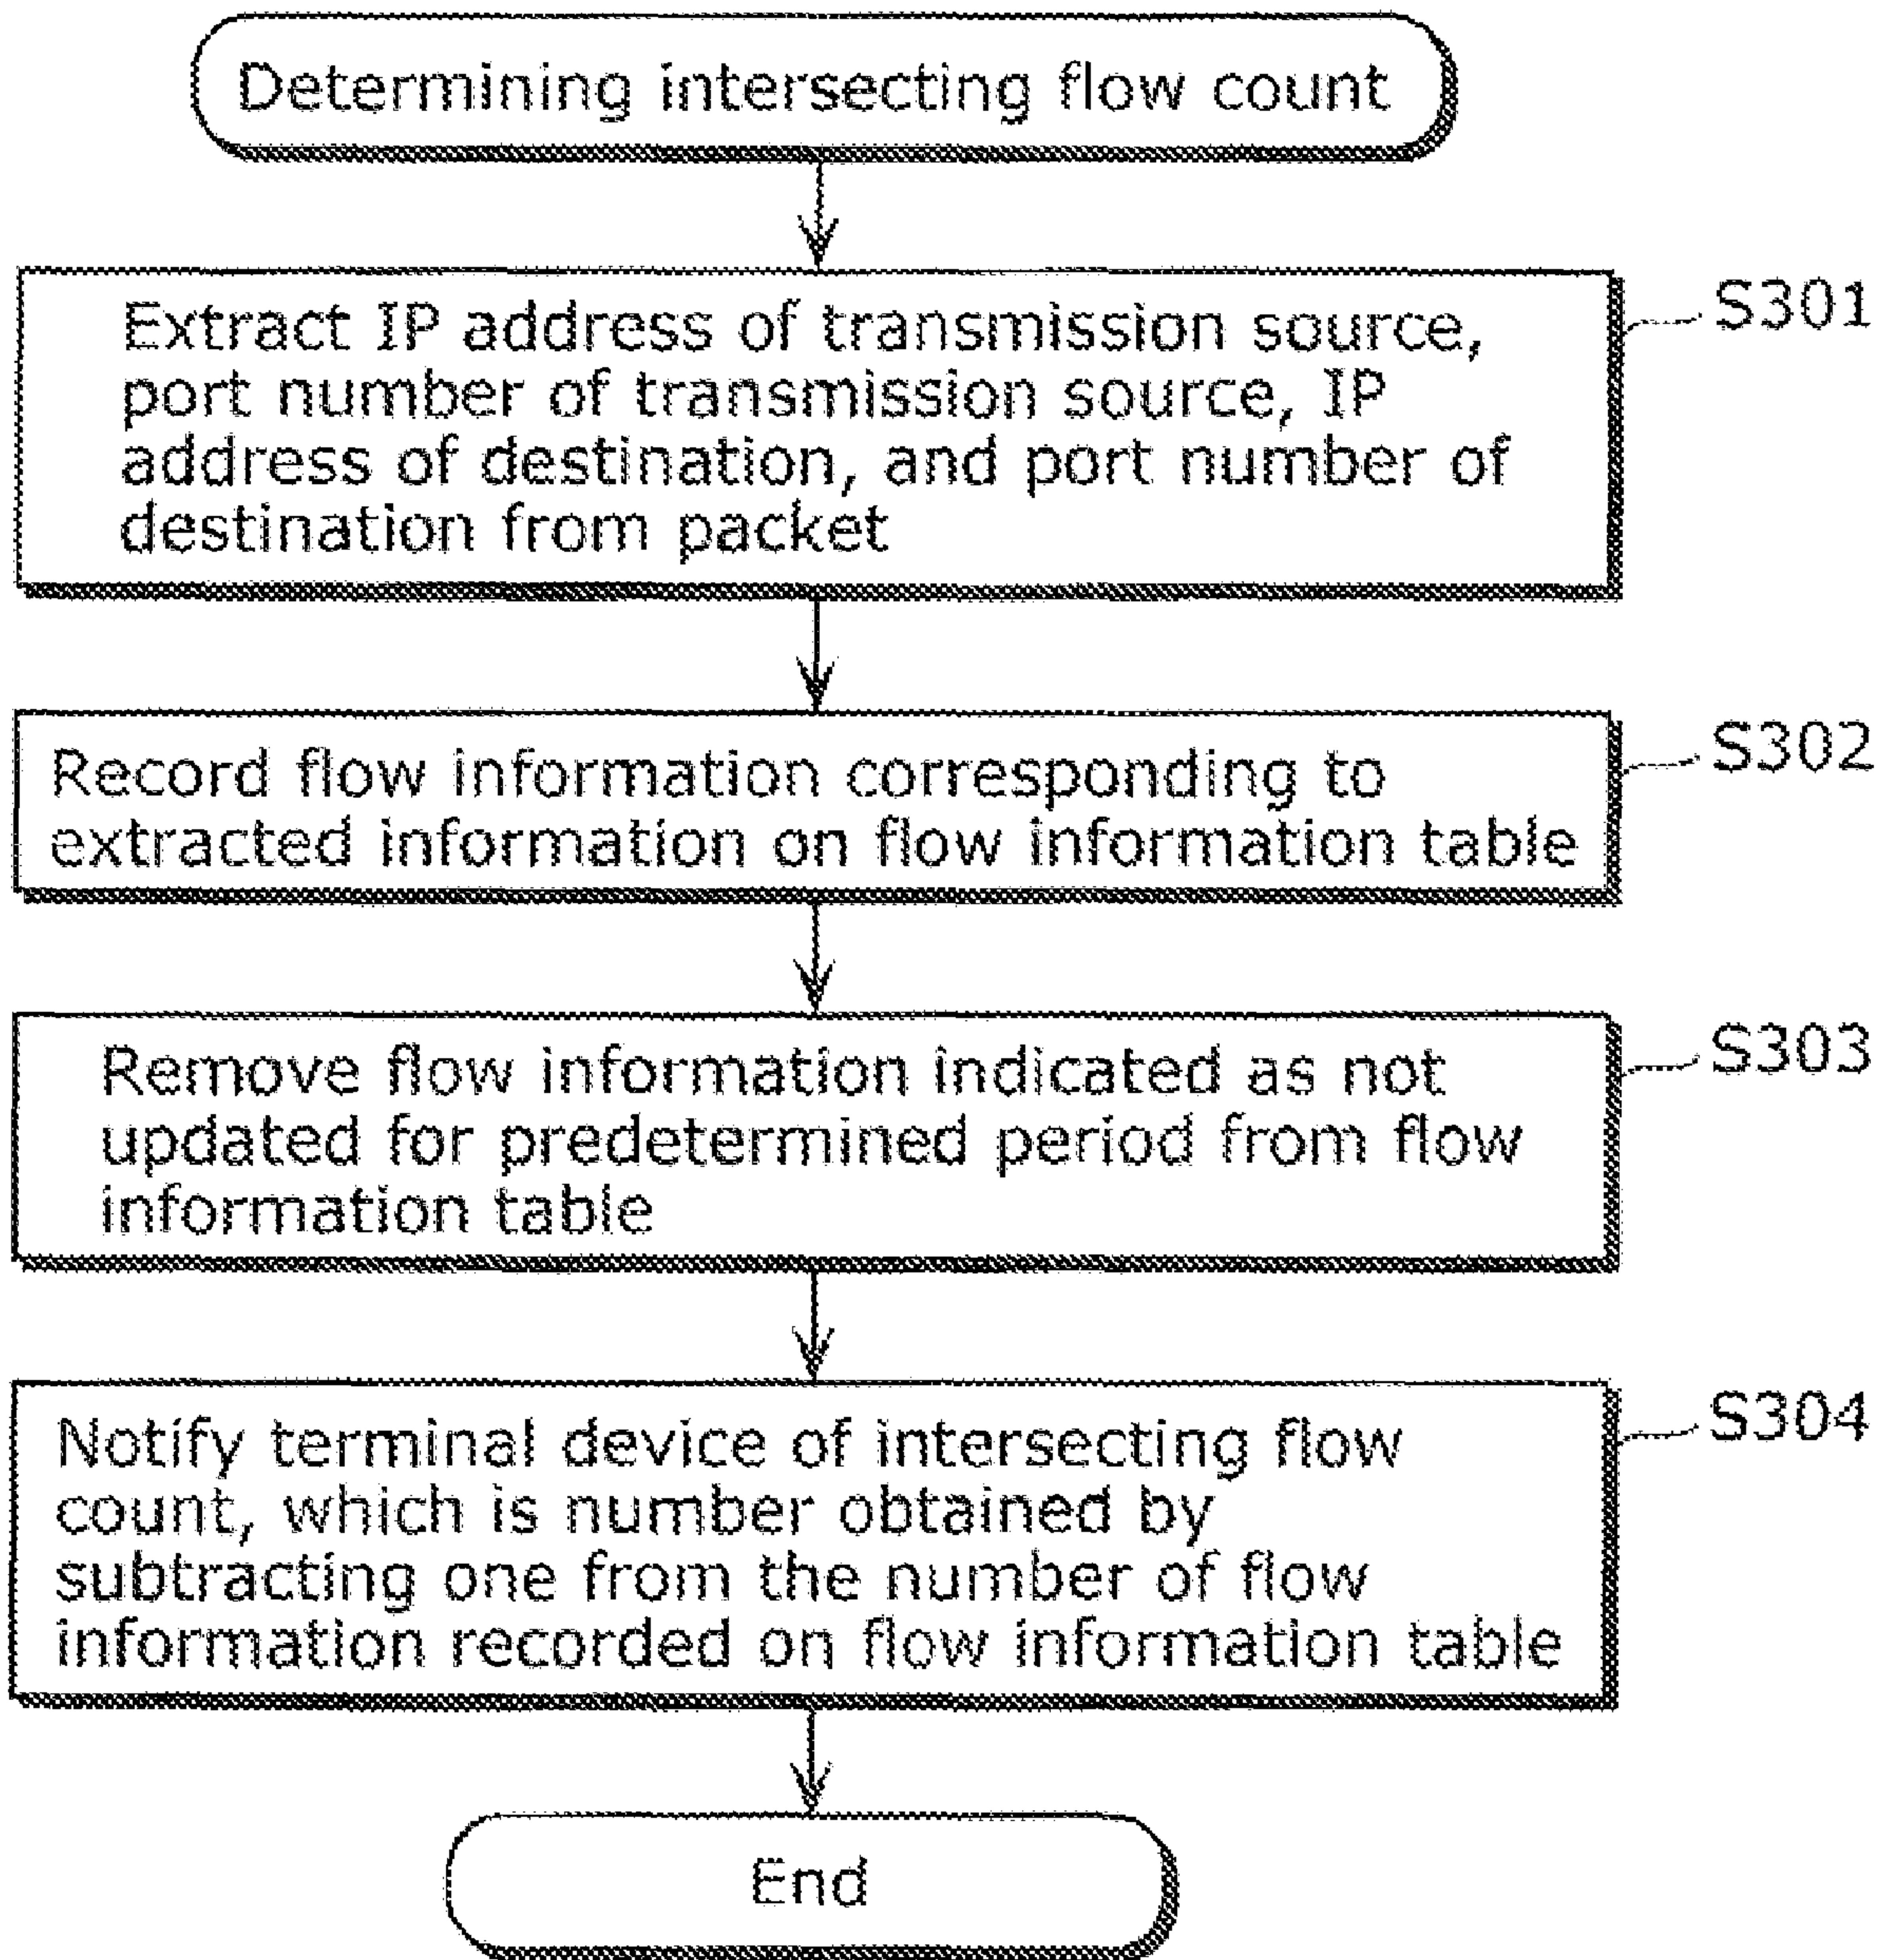 Determining intersecting flow count
Extract IP address of transmission source,
port number of transmission source, IP
address of destination, and port number of
destination from packet
S301
Record flow information corresponding to
extracted information on flow information table
S302
Remove flow information indicated as not
updated for predetermined period from flow
information table
S303
Notify terminal device of intersecting flow
count, which is number obtained by
subtracting one from the number of flow
information recorded on flow information table
S304
End